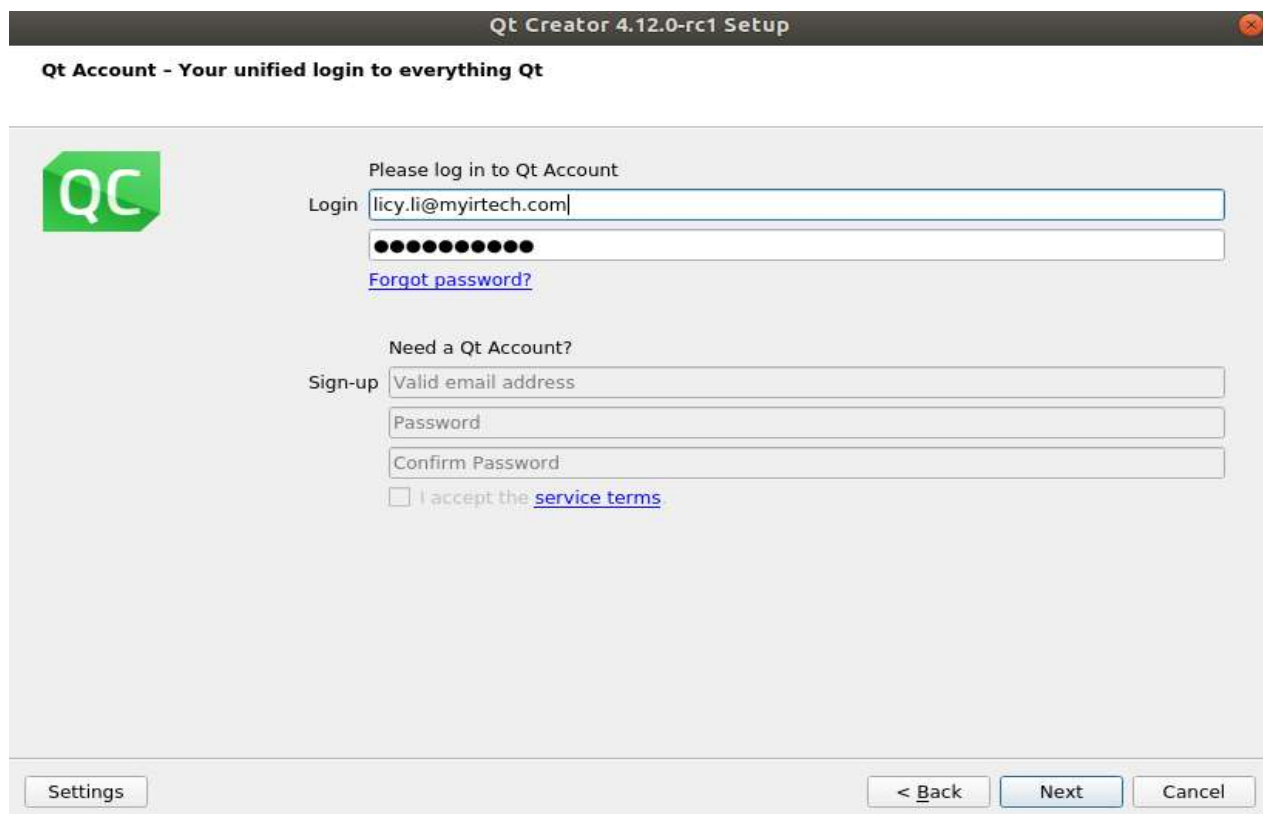 Qt Creator 4.12.0-rc1 Setup
Qt Account - Your unified login to everything Qt
QC
Please log in to Qt Account
Login licy.li@myirtech.com
●●●●●●●●●●
Forgot password?
Need a Qt Account?
Sign-up Valid email address
Password
Confirm Password
I accept the service terms.
Settings < Back Next Cancel